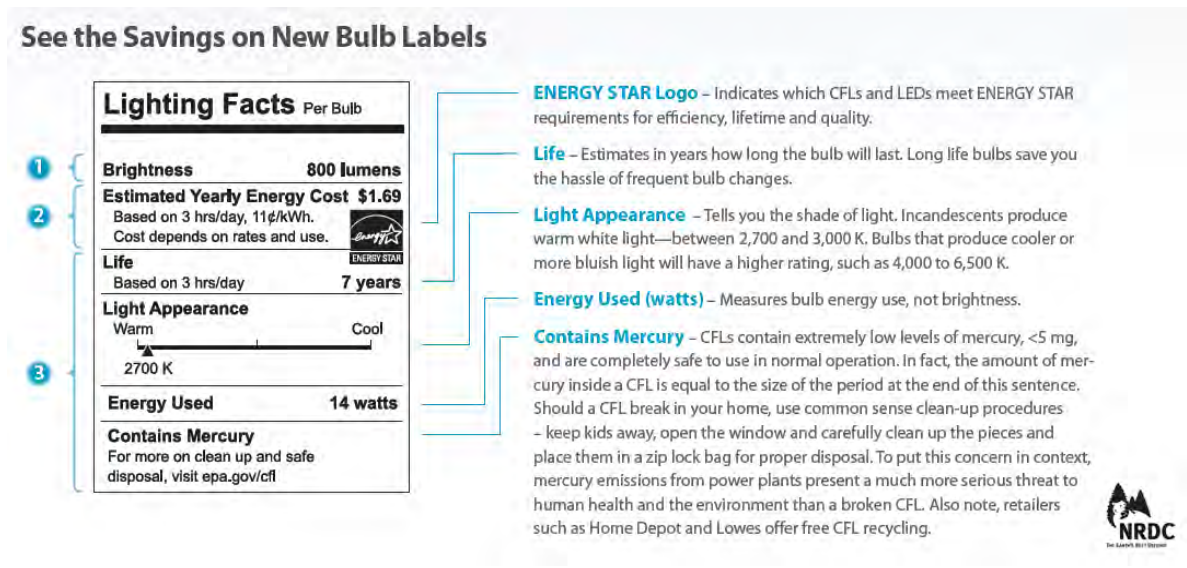 See the Savings on New Bulb Labels
Lighting Facts Per Bulb
1
Brightness 800 lumens
2
Estimated Yearly Energy Cost $1.69
Based on 3 hrs/day, 11¢/kWh.
Cost depends on rates and use.
energy
ENERGY STAR
3
Life
Based on 3 hrs/day 7 years
Light Appearance
Warm Cool
2700 K
Energy Used 14 watts
Contains Mercury
For more on clean up and safe
disposal, visit epa.gov/cfl
ENERGY STAR Logo – Indicates which CFLs and LEDs meet ENERGY STAR
requirements for efficiency, lifetime and quality.
Life – Estimates in years how long the bulb will last. Long life bulbs save you
the hassle of frequent bulb changes.
Light Appearance – Tells you the shade of light. Incandescents produce
warm white light—between 2,700 and 3,000 K. Bulbs that produce cooler or
more bluish light will have a higher rating, such as 4,000 to 6,500 K.
Energy Used (watts) – Measures bulb energy use, not brightness.
Contains Mercury – CFLs contain extremely low levels of mercury, <5 mg,
and are completely safe to use in normal operation. In fact, the amount of mer-
cury inside a CFL is equal to the size of the period at the end of this sentence.
Should a CFL break in your home, use common sense clean-up procedures
– keep kids away, open the window and carefully clean up the pieces and
place them in a zip lock bag for proper disposal. To put this concern in context,
mercury emissions from power plants present a much more serious threat to
human health and the environment than a broken CFL. Also note, retailers
such as Home Depot and Lowes offer free CFL recycling.
NRDC
THE EARTH'S BEST DEFENSE